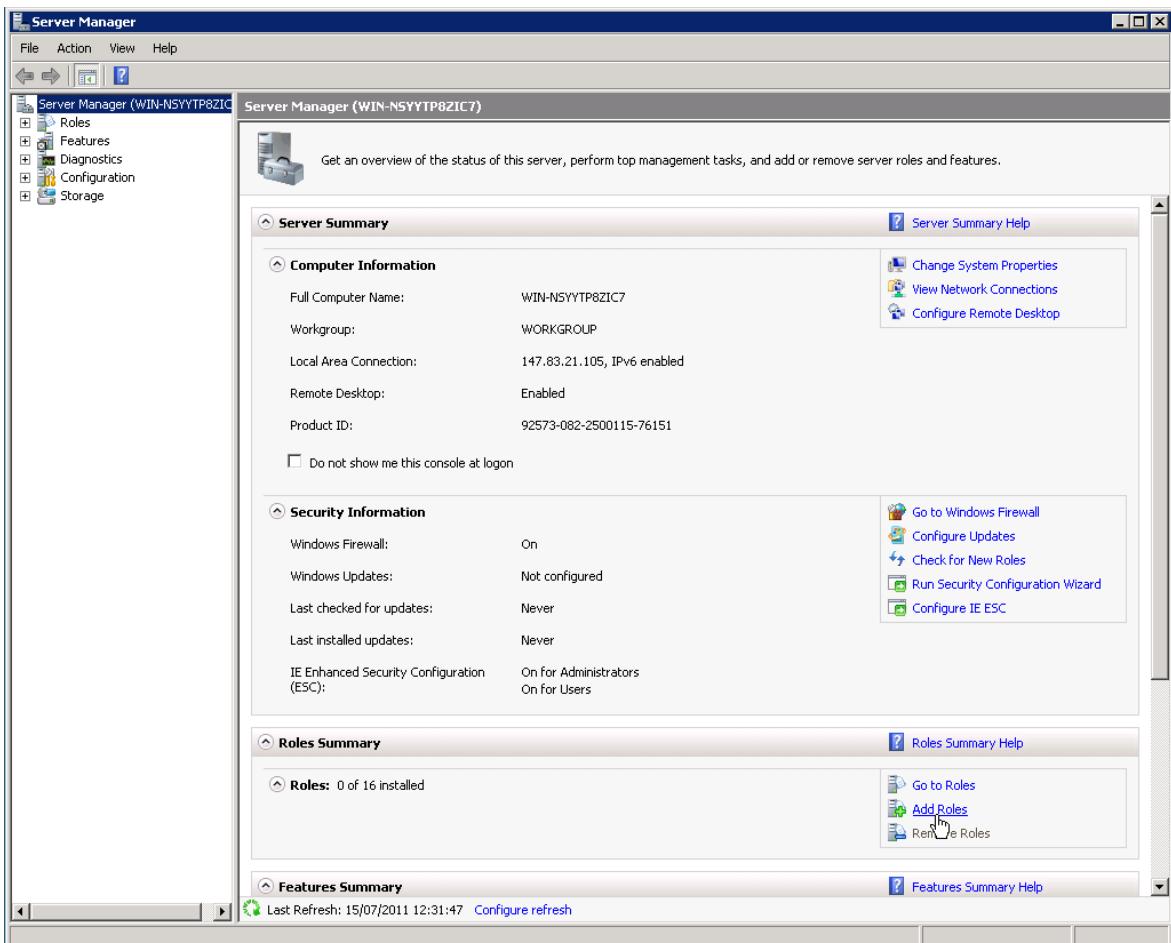 Server Manager
File Action View Help
Server Manager (WIN-NSYYTP8ZIC
Roles
Features
Diagnostics
Configuration
Storage
Server Manager (WIN-NSYYTP8ZIC7)
Get an overview of the status of this server, perform top management tasks, and add or remove server roles and features.
Server Summary
Server Summary Help
Computer Information
Full Computer Name: WIN-NSYYTP8ZIC7
Workgroup: WORKGROUP
Local Area Connection: 147.83.21.105, IPv6 enabled
Remote Desktop: Enabled
Product ID: 92573-082-2500115-76151
Do not show me this console at logon
Change System Properties
View Network Connections
Configure Remote Desktop
Security Information
Windows Firewall: On
Windows Updates: Not configured
Last checked for updates: Never
Last installed updates: Never
IE Enhanced Security Configuration (ESC): On for Administrators
On for Users
Go to Windows Firewall
Configure Updates
Check for New Roles
Run Security Configuration Wizard
Configure IE ESC
Roles Summary
Roles Summary Help
Roles: 0 of 16 installed
Go to Roles
Add Roles
Remove Roles
Features Summary
Features Summary Help
Last Refresh: 15/07/2011 12:31:47 Configure refresh